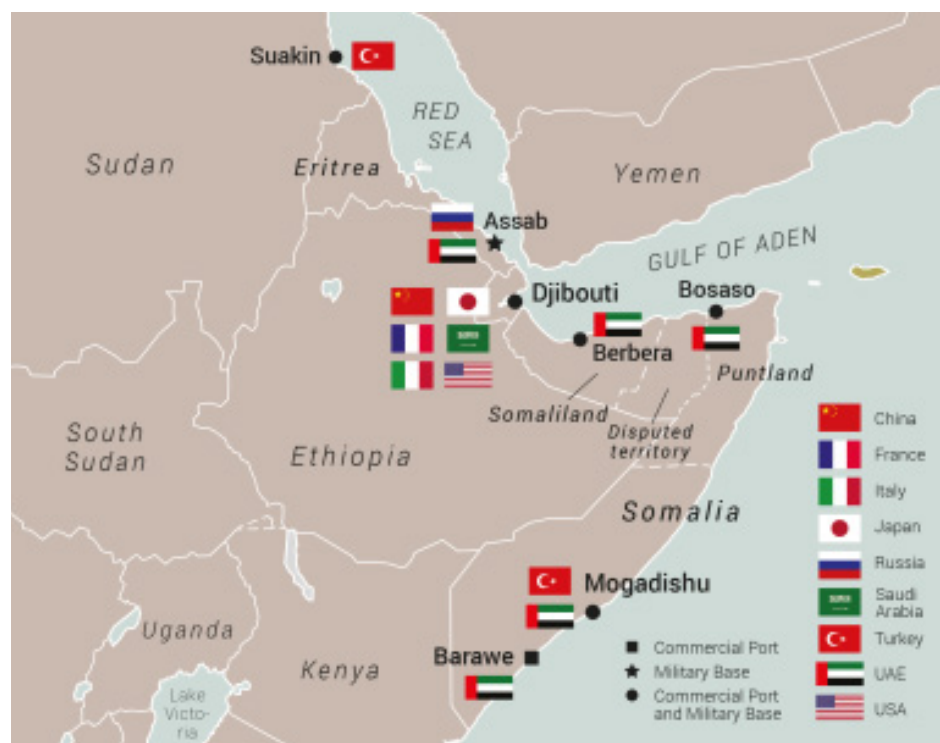 Suakin
RED
SEA
Sudan
Eritrea
Yemen
Assab
GULF OF ADEN
Djibouti
Bosaso
Berbera
Puntland
Somaliland
Disputed
territory
South
Sudan
Ethiopia
Somalia
Mogadishu
Uganda
Kenya
Barawe
Lake
Victo-
ria
Commercial Port
Military Base
Commercial Port
and Military Base
China
France
Italy
Japan
Russia
Saudi
Arabia
Turkey
UAE
USA